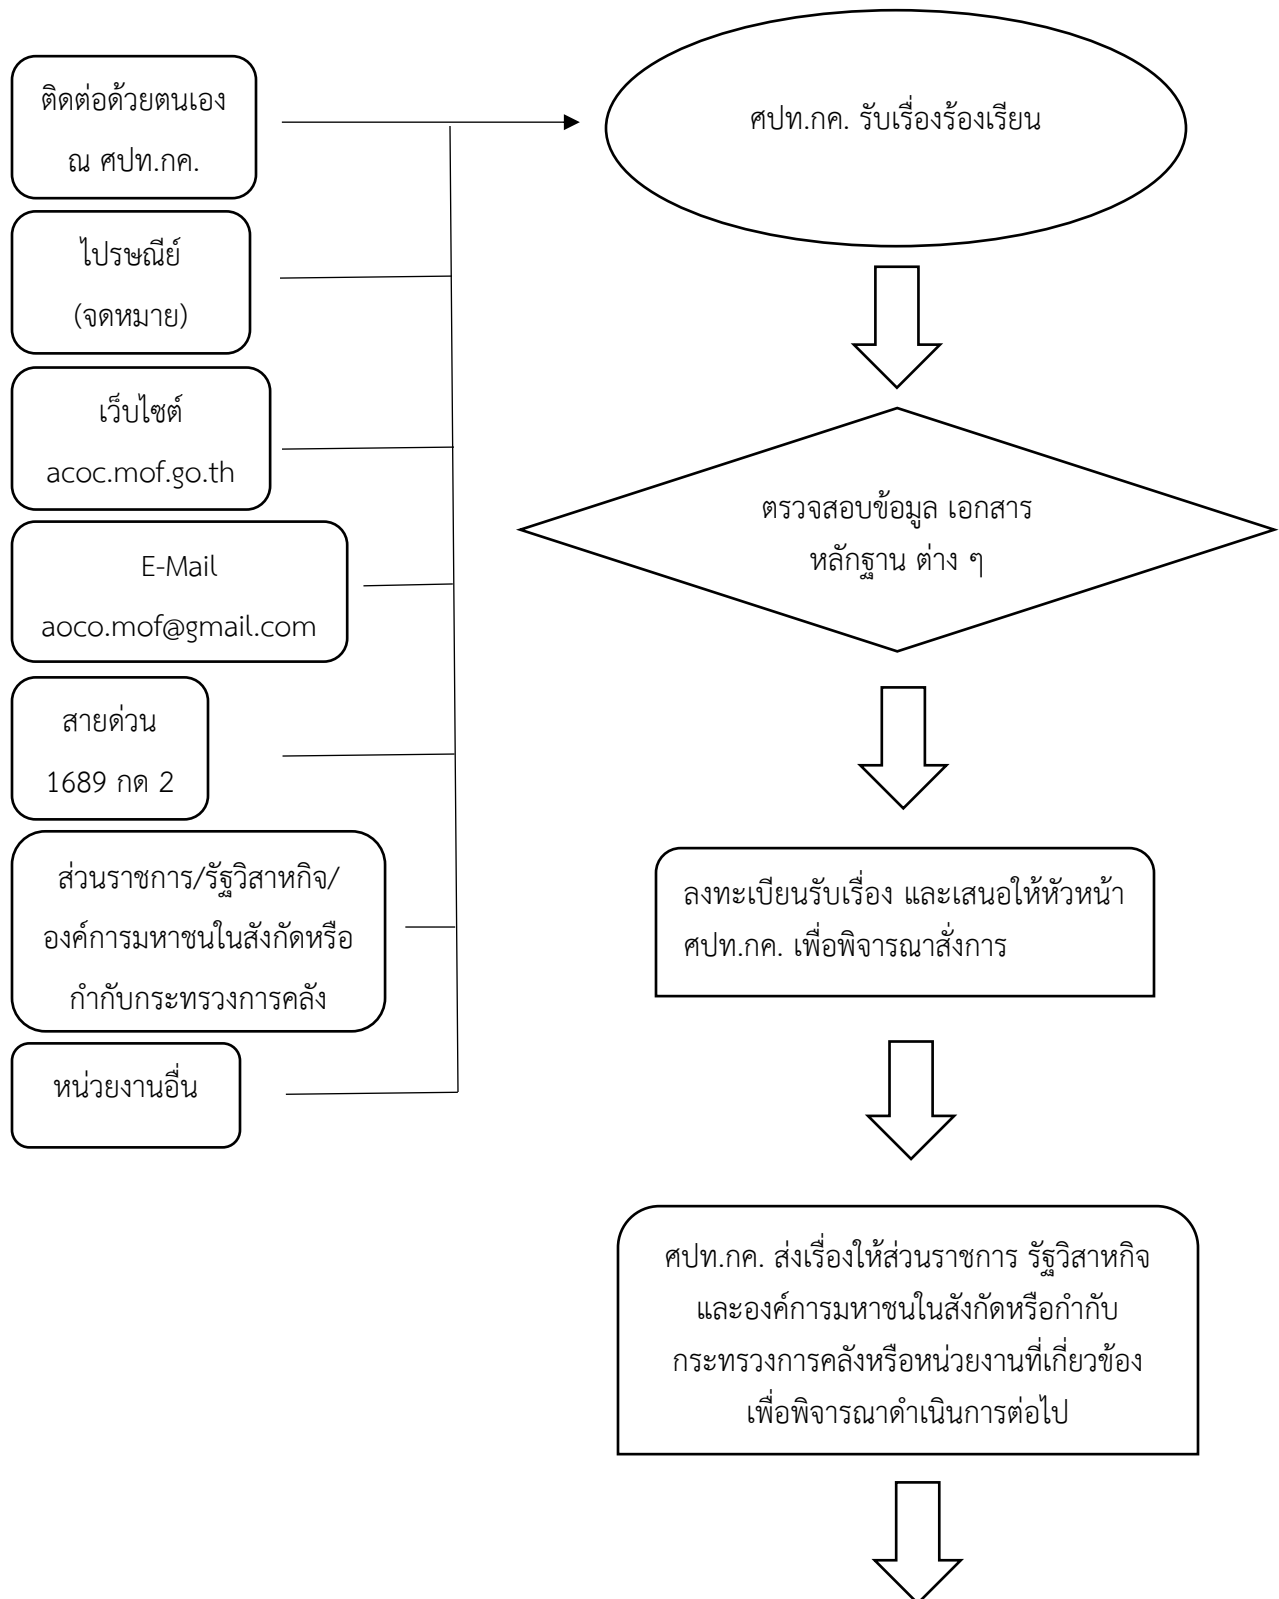 ติดต่อด้วยตนเอง
ณ ศปท.กค.
ไปรษณีย์
(จดหมาย)
เว็บไซต์
acoc.mof.go.th
E-Mail
aoco.mof@gmail.com
สายด่วน
1689 กด 2
ส่วนราชการ/รัฐวิสาหกิจ/
องค์การมหาชนในสังกัดหรือ
กำกับกระทรวงการคลัง
หน่วยงานอื่น
ศปท.กค. รับเรื่องร้องเรียน
ตรวจสอบข้อมูล เอกสาร
หลักฐาน ต่าง ๆ
ลงทะเบียนรับเรื่อง และเสนอให้หัวหน้า
ศปท.กค. เพื่อพิจารณาสั่งการ
ศปท.กค. ส่งเรื่องให้ส่วนราชการ รัฐวิสาหกิจ
และองค์การมหาชนในสังกัดหรือกำกับ
กระทรวงการคลังหรือหน่วยงานที่เกี่ยวข้อง
เพื่อพิจารณาดำเนินการต่อไป